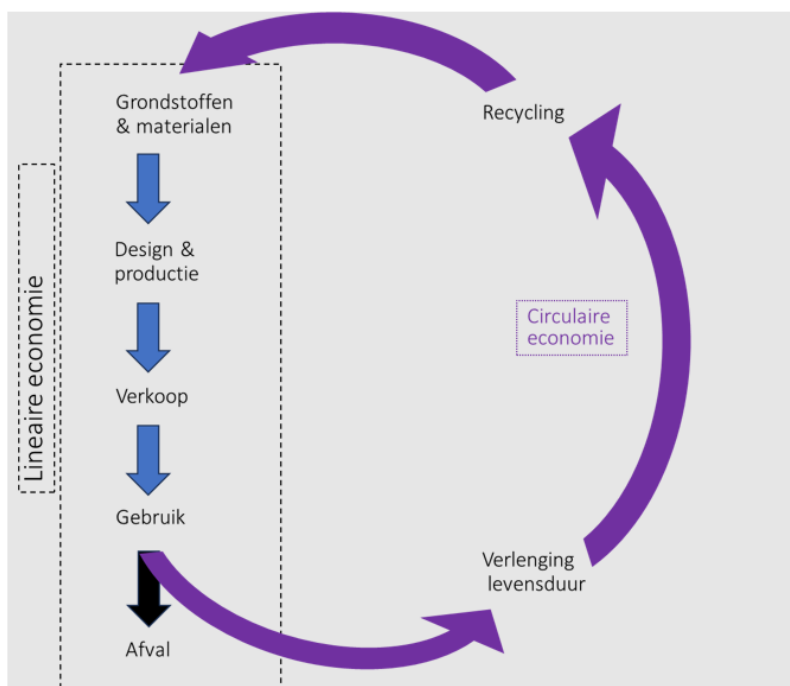 Lineaire economie
Grondstoffen
& materialen
Design &
productie
Verkoop
Gebruik
Afval
Recycling
Circulaire
economie
Verlenging
levensduur